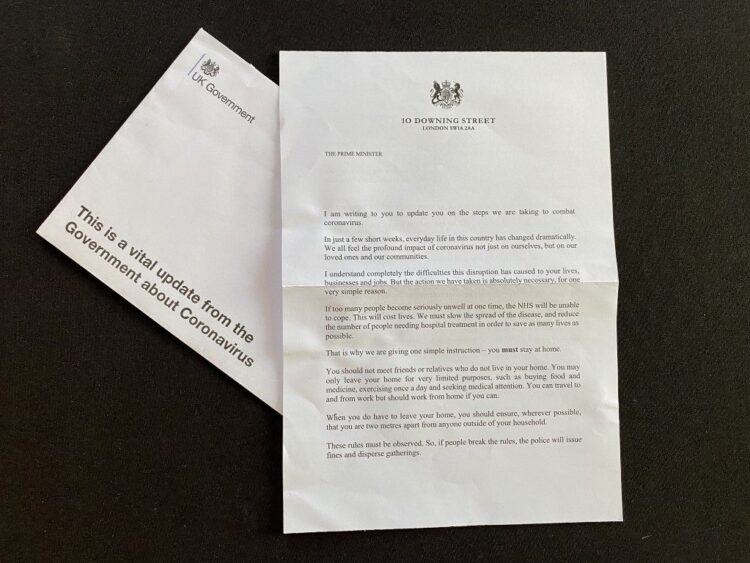 UK Government
This is a vital update from the
Government about Coronavirus
10 DOWNING STREET
LONDON SW1A 2AA
THE PRIME MINISTER
I am writing to you to update you on the steps we are taking to combat
coronavirus.
In just a few short weeks, everyday life in this country has changed dramatically.
We all feel the profound impact of coronavirus not just on ourselves, but on our
loved ones and our communities.
I understand completely the difficulties this disruption has caused to your lives,
businesses and jobs. But the action we have taken is absolutely necessary, for one
very simple reason.
If too many people become seriously unwell at one time, the NHS will be unable
to cope. This will cost lives. We must slow the spread of the disease, and reduce
the number of people needing hospital treatment in order to save as many lives as
possible.
That is why we are giving one simple instruction – you must stay at home.
You should not meet friends or relatives who do not live in your home. You may
only leave your home for very limited purposes, such as buying food and
medicine, exercising once a day and seeking medical attention. You can travel to
and from work but should work from home if you can.
When you do have to leave your home, you should ensure, wherever possible,
that you are two metres apart from anyone outside of your household.
These rules must be observed. So, if people break the rules, the police will issue
fines and disperse gatherings.